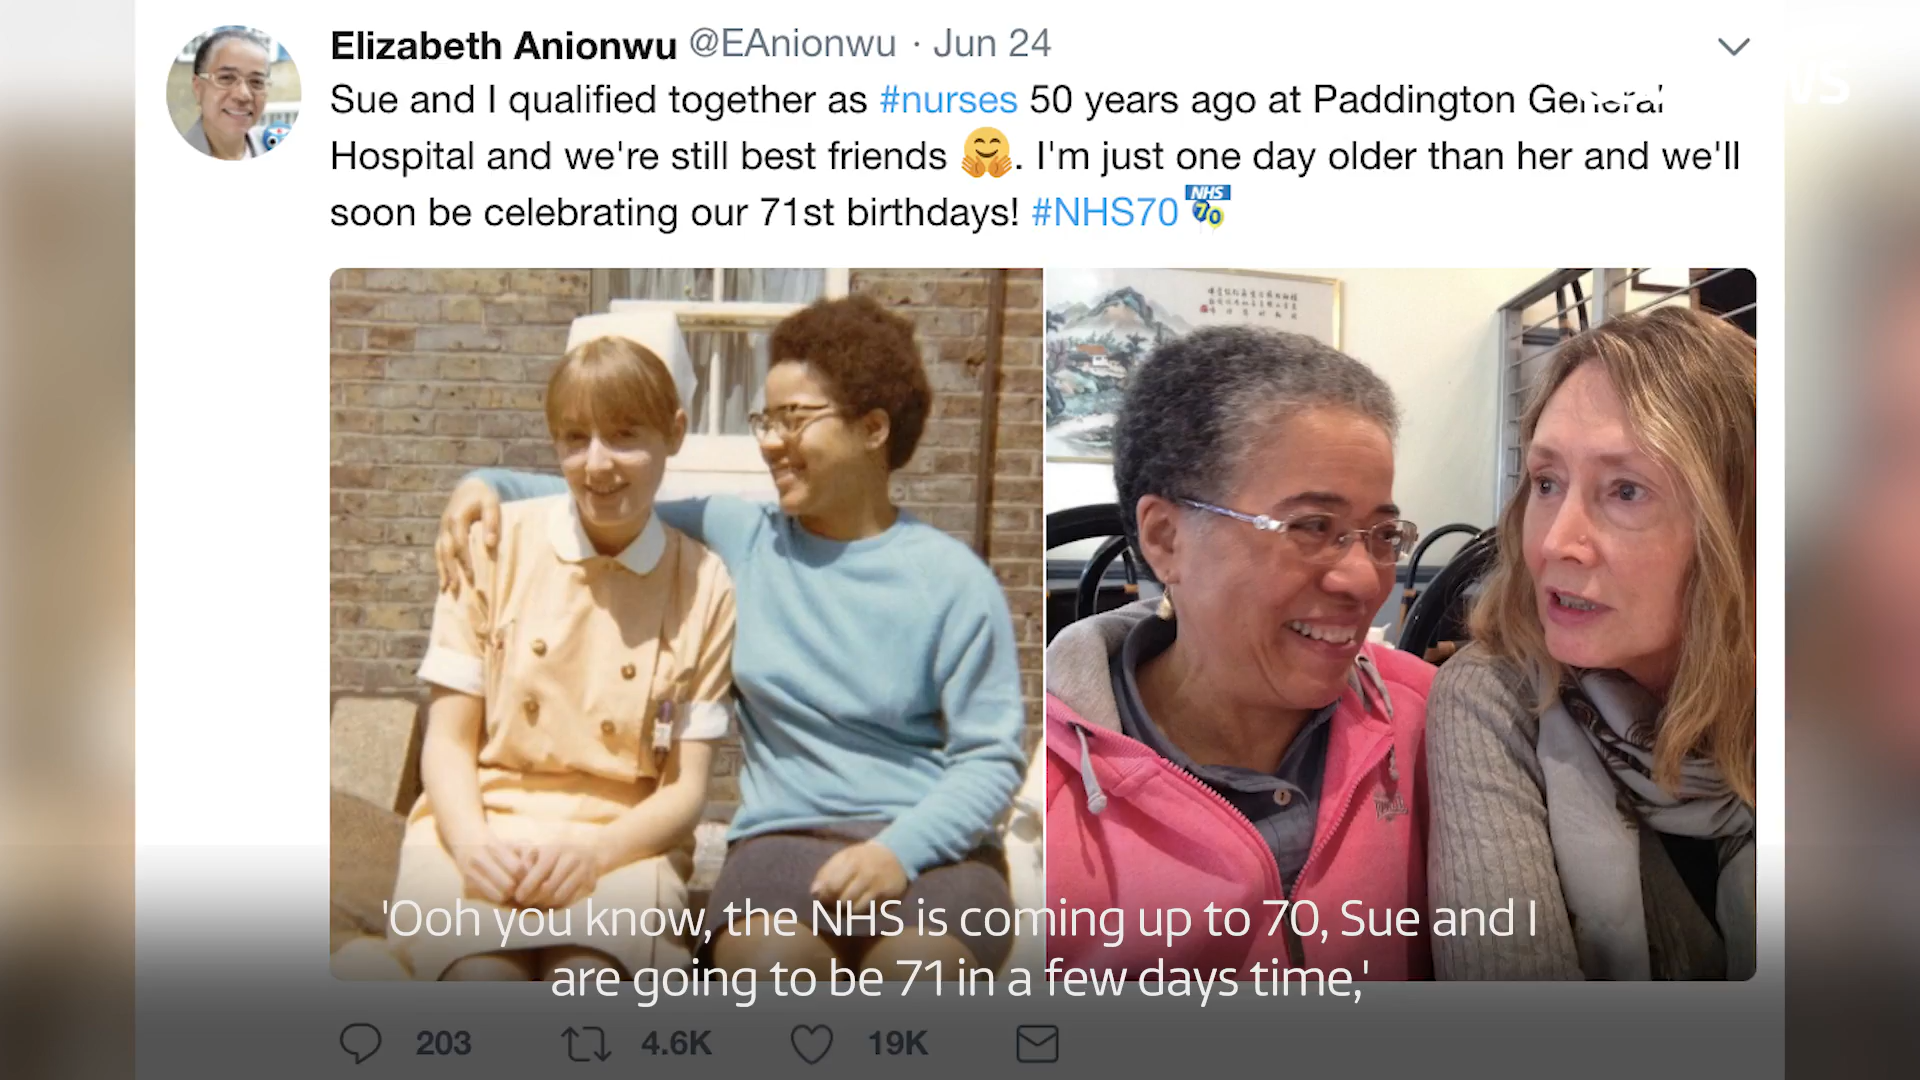 Elizabeth Anionwu @EAnionwu · Jun 24
Sue and I qualified together as #nurses 50 years ago at Paddington General
Hospital and we're still best friends 🤗. I'm just one day older than her and we'll
soon be celebrating our 71st birthdays! #NHS70
NHS
70
'Ooh you know, the NHS is coming up to 70, Sue and I
are going to be 71 in a few days time,'
203 4.6K 19K